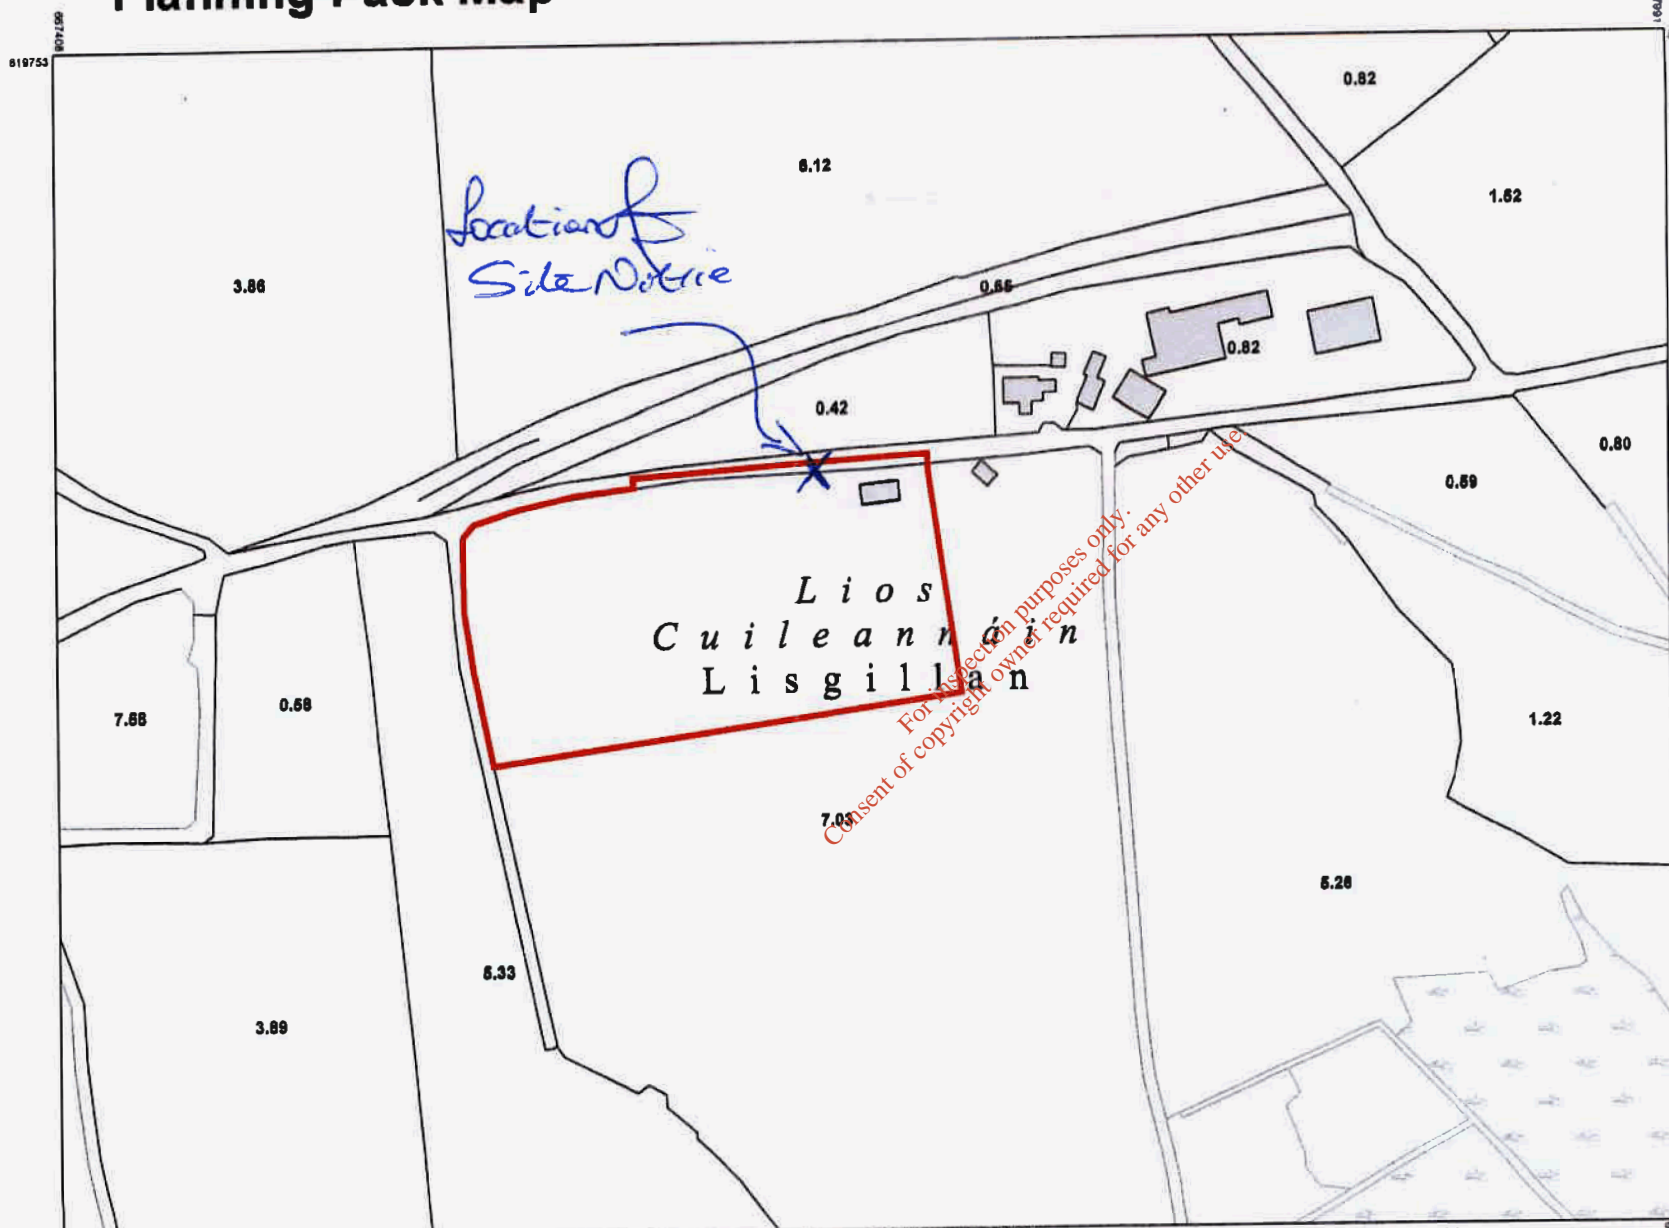 Planning Pack Map
667408
619753
0.82
6.12
1.62
Location of
Site Notice
3.86
0.65
0.82
0.42
0.80
0.59
Lios
Cuileannáin
Lisgillan
For inspection purposes only.
Consent of copyright owner required for any other use.
7.68
0.58
1.22
7.03
5.26
5.33
3.89